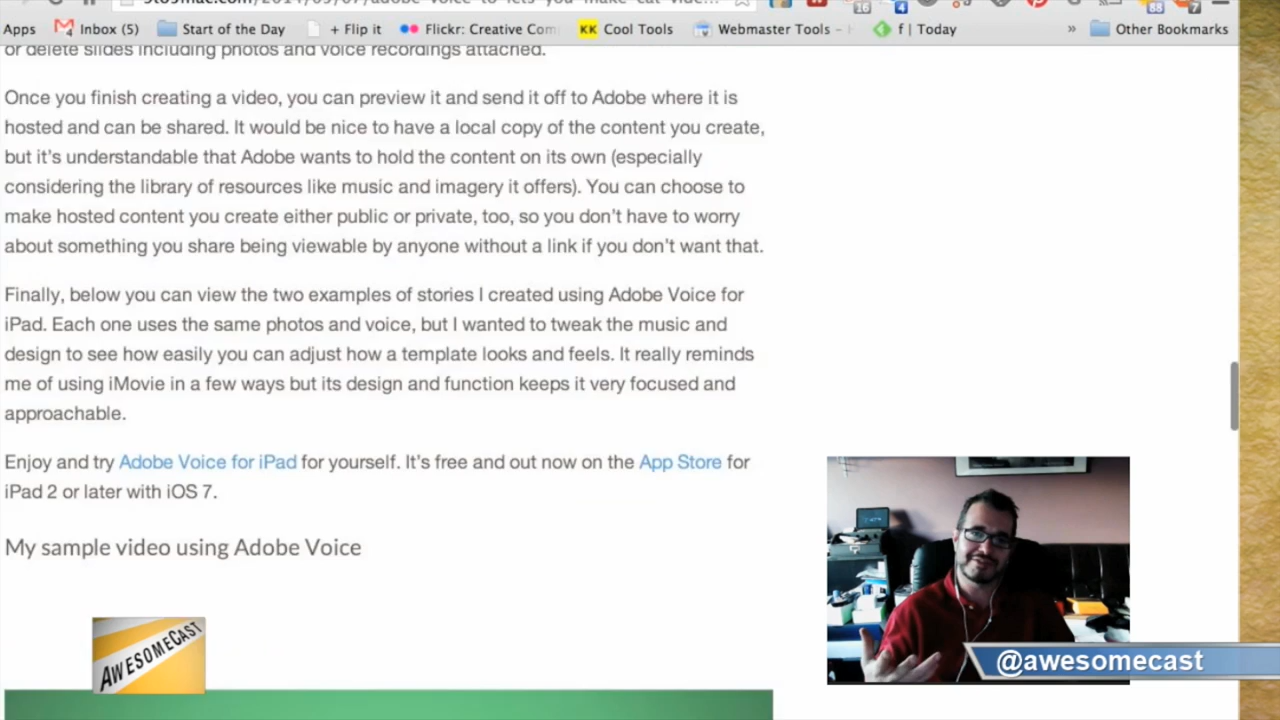 Apps Inbox (5) Start of the Day + Flip it Flickr: Creative Com KK Cool Tools Webmaster Tools - f | Today » Other Bookmarks
16 4 88 7
or delete slides including photos and voice recordings attached.
Once you finish creating a video, you can preview it and send it off to Adobe where it is
hosted and can be shared. It would be nice to have a local copy of the content you create,
but it's understandable that Adobe wants to hold the content on its own (especially
considering the library of resources like music and imagery it offers). You can choose to
make hosted content you create either public or private, too, so you don't have to worry
about something you share being viewable by anyone without a link if you don't want that.
Finally, below you can view the two examples of stories I created using Adobe Voice for
iPad. Each one uses the same photos and voice, but I wanted to tweak the music and
design to see how easily you can adjust how a template looks and feels. It really reminds
me of using iMovie in a few ways but its design and function keeps it very focused and
approachable.
Enjoy and try Adobe Voice for iPad for yourself. It's free and out now on the App Store for
iPad 2 or later with iOS 7.
My sample video using Adobe Voice
AWESOMECAST
@awesomecast